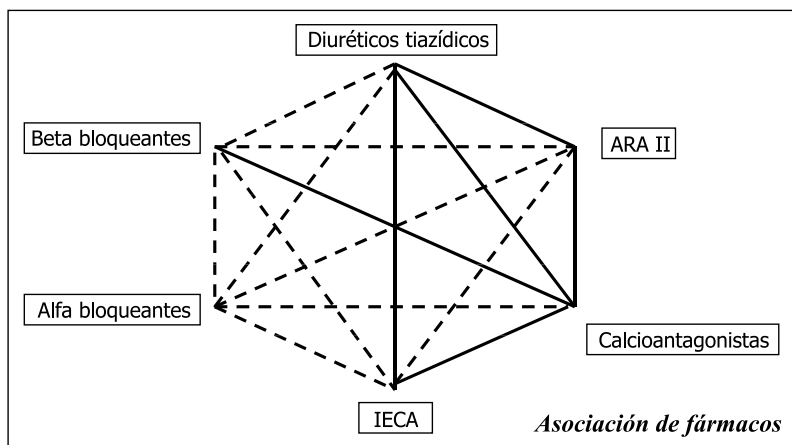 Diuréticos tiazídicos
Beta bloqueantes
ARA II
Alfa bloqueantes
Calcioantagonistas
IECA
Asociación de fármacos